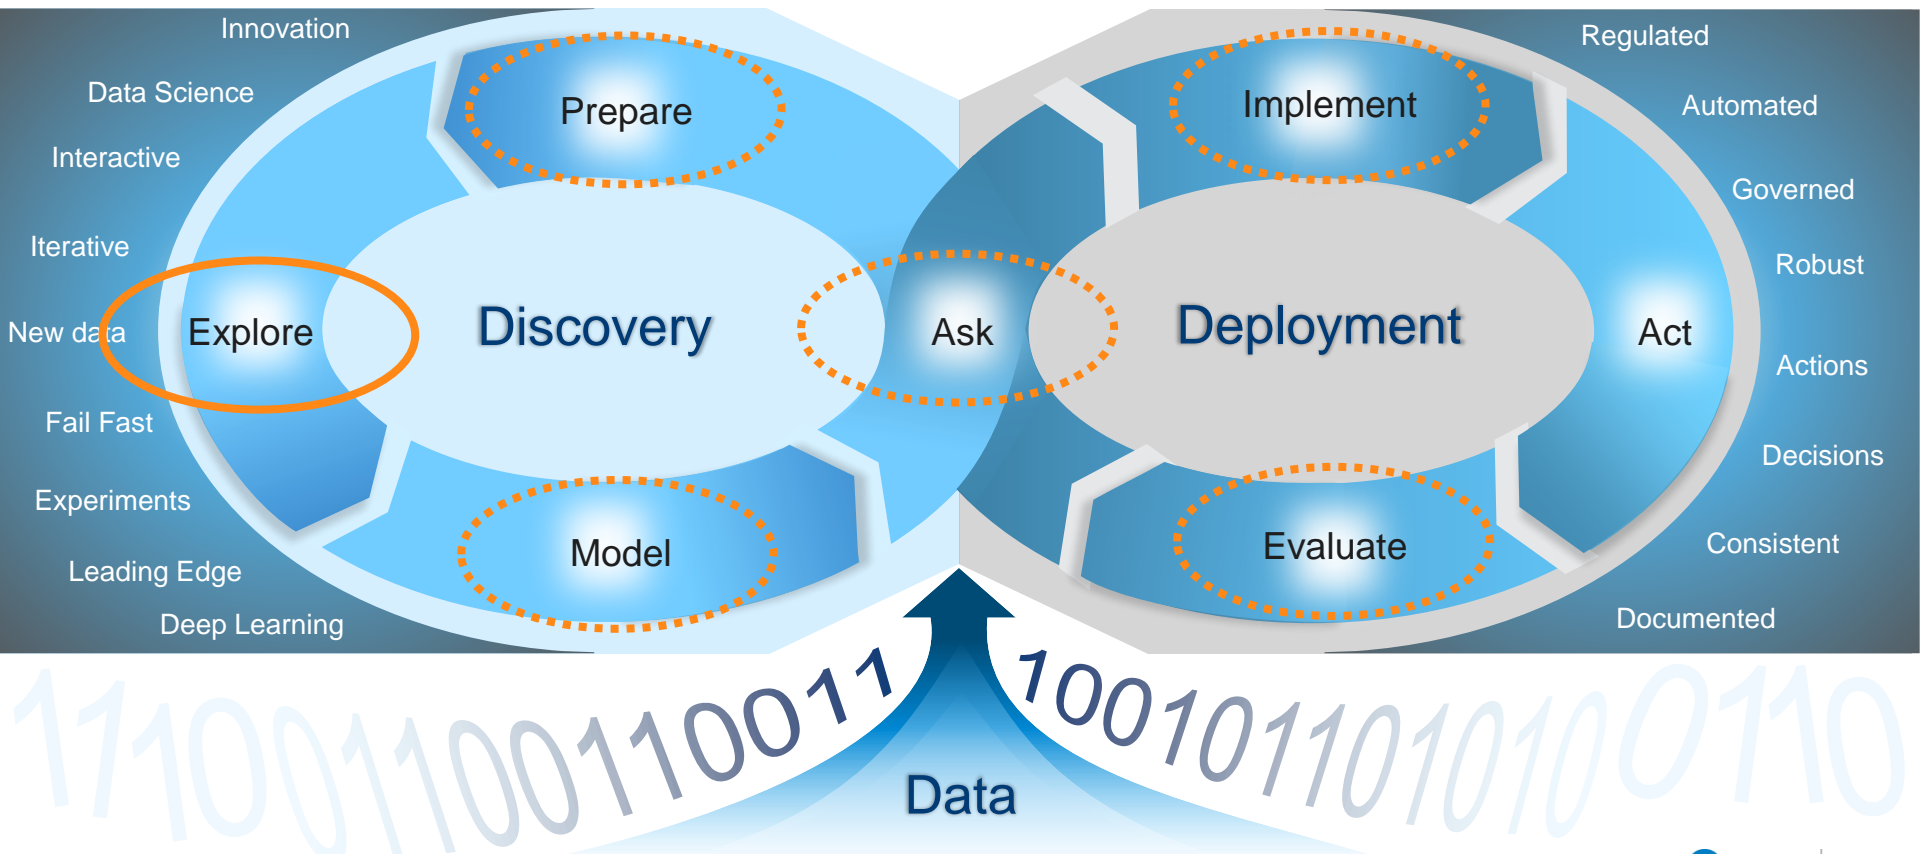 Innovation
Data Science
Interactive
Iterative
New data
Fail Fast
Experiments
Leading Edge
Deep Learning
Prepare
Explore
Discovery
Model
Ask
Implement
Deployment
Act
Evaluate
Regulated
Automated
Governed
Robust
Actions
Decisions
Consistent
Documented
111001100110011
1001011010100110
Data